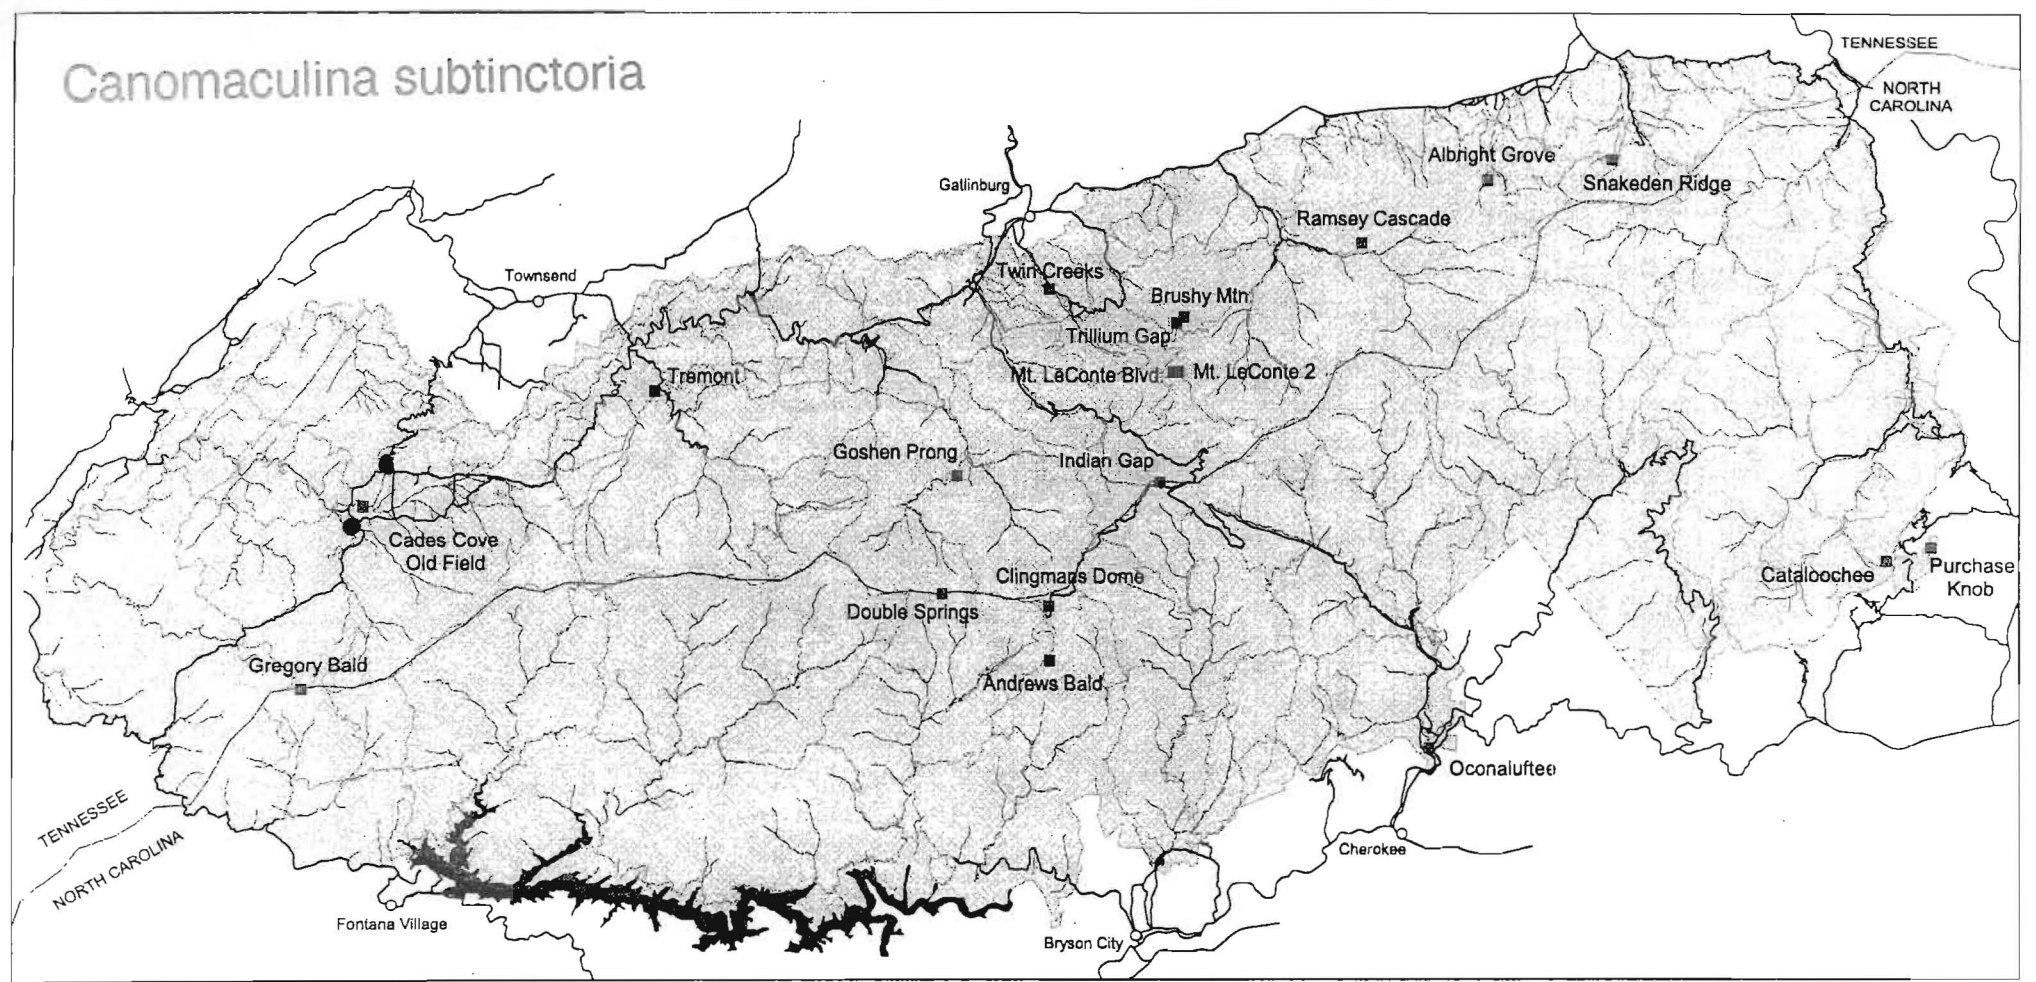 Canomaculina subtinctoria
TENNESSEE
NORTH
CAROLINA
Albright Grove
Snakeden Ridge
Gatlinburg
Ramsey Cascade
Townsend
Twin Creeks
Brushy Mtn.
Trillium Gap
Tremont
Mt. LeConte Blvd.
Mt. LeConte 2
Goshen Prong
Indian Gap
Cades Cove
Old Field
Clingmans Dome
Cataloochee
Purchase
Knob
Double Springs
Gregory Bald
Andrews Bald
Oconaluftee
TENNESSEE
NORTH CAROLINA
Cherokee
Fontana Village
Bryson City